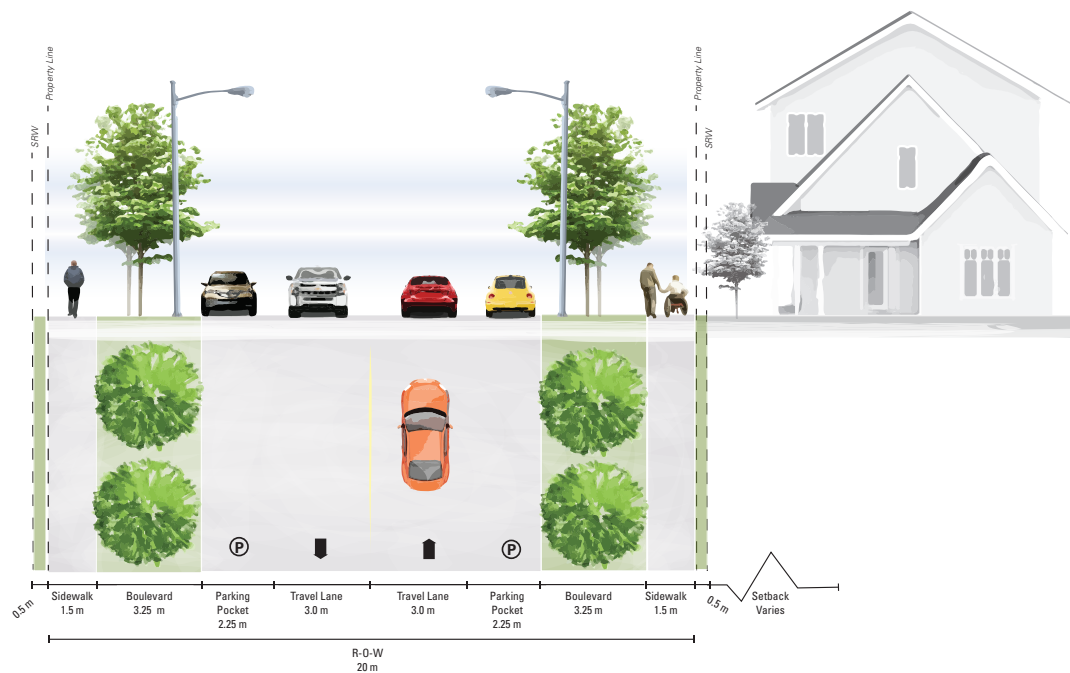 Property Line
SRW
Property Line
SRW
P
P
0.5 m
Sidewalk
1.5 m
Boulevard
3.25 m
Parking
Pocket
2.25 m
Travel Lane
3.0 m
Travel Lane
3.0 m
Parking
Pocket
2.25 m
Boulevard
3.25 m
Sidewalk
1.5 m
0.5 m
Setback
Varies
R-O-W
20 m